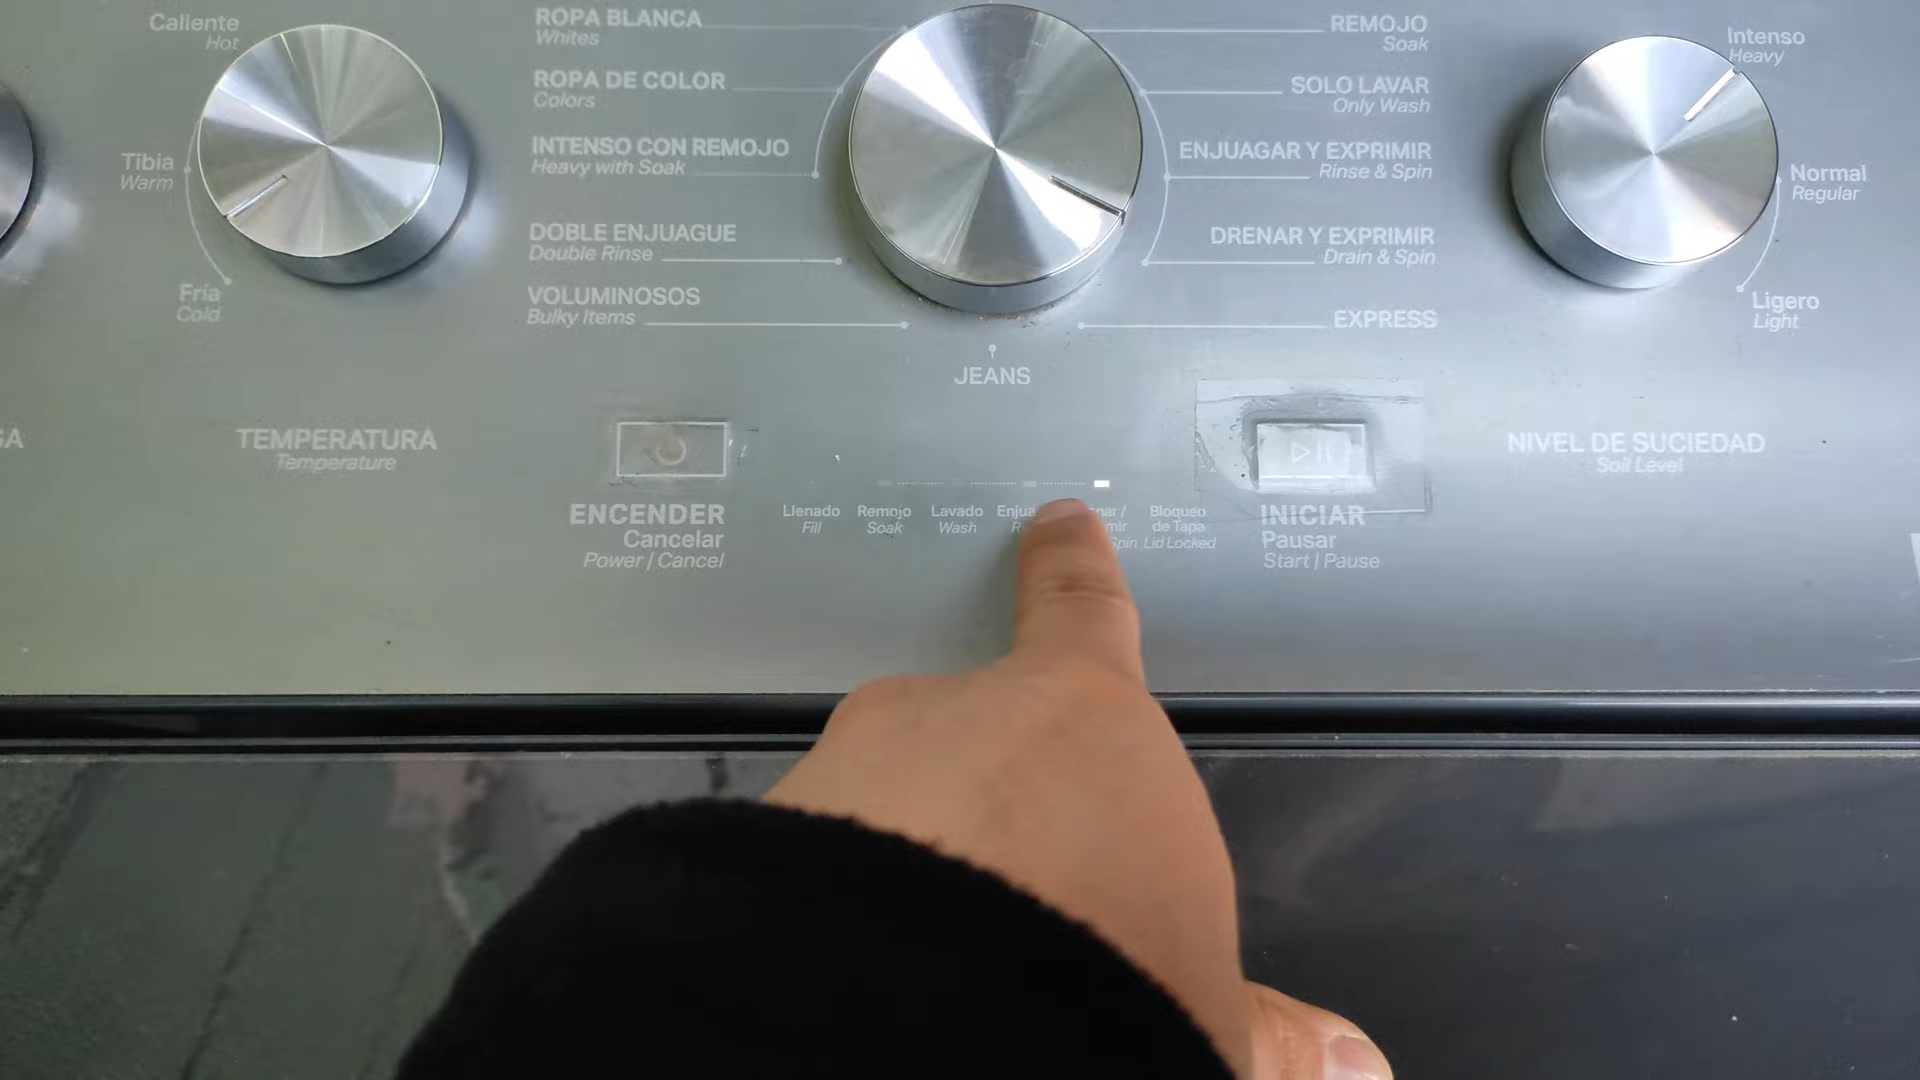 Caliente
Hot
Tibia
Warm
Fría
Cold
TEMPERATURA
Temperature
ROPA BLANCA
Whites
ROPA DE COLOR
Colors
INTENSO CON REMOJO
Heavy with Soak
DOBLE ENJUAGUE
Double Rinse
VOLUMINOSOS
Bulky Items
JEANS
REMOJO
Soak
SOLO LAVAR
Only Wash
ENJUAGAR Y EXPRIMIR
Rinse & Spin
DRENAR Y EXPRIMIR
Drain & Spin
EXPRESS
Intenso
Heavy
Normal
Regular
Ligero
Light
NIVEL DE SUCIEDAD
Soil Level
ENCENDER
Cancelar
Power | Cancel
Llenado
Fill
Remojo
Soak
Lavado
Wash
Spin
Bloqueo
de Tapa
Lid Locked
INICIAR
Pausar
Start | Pause